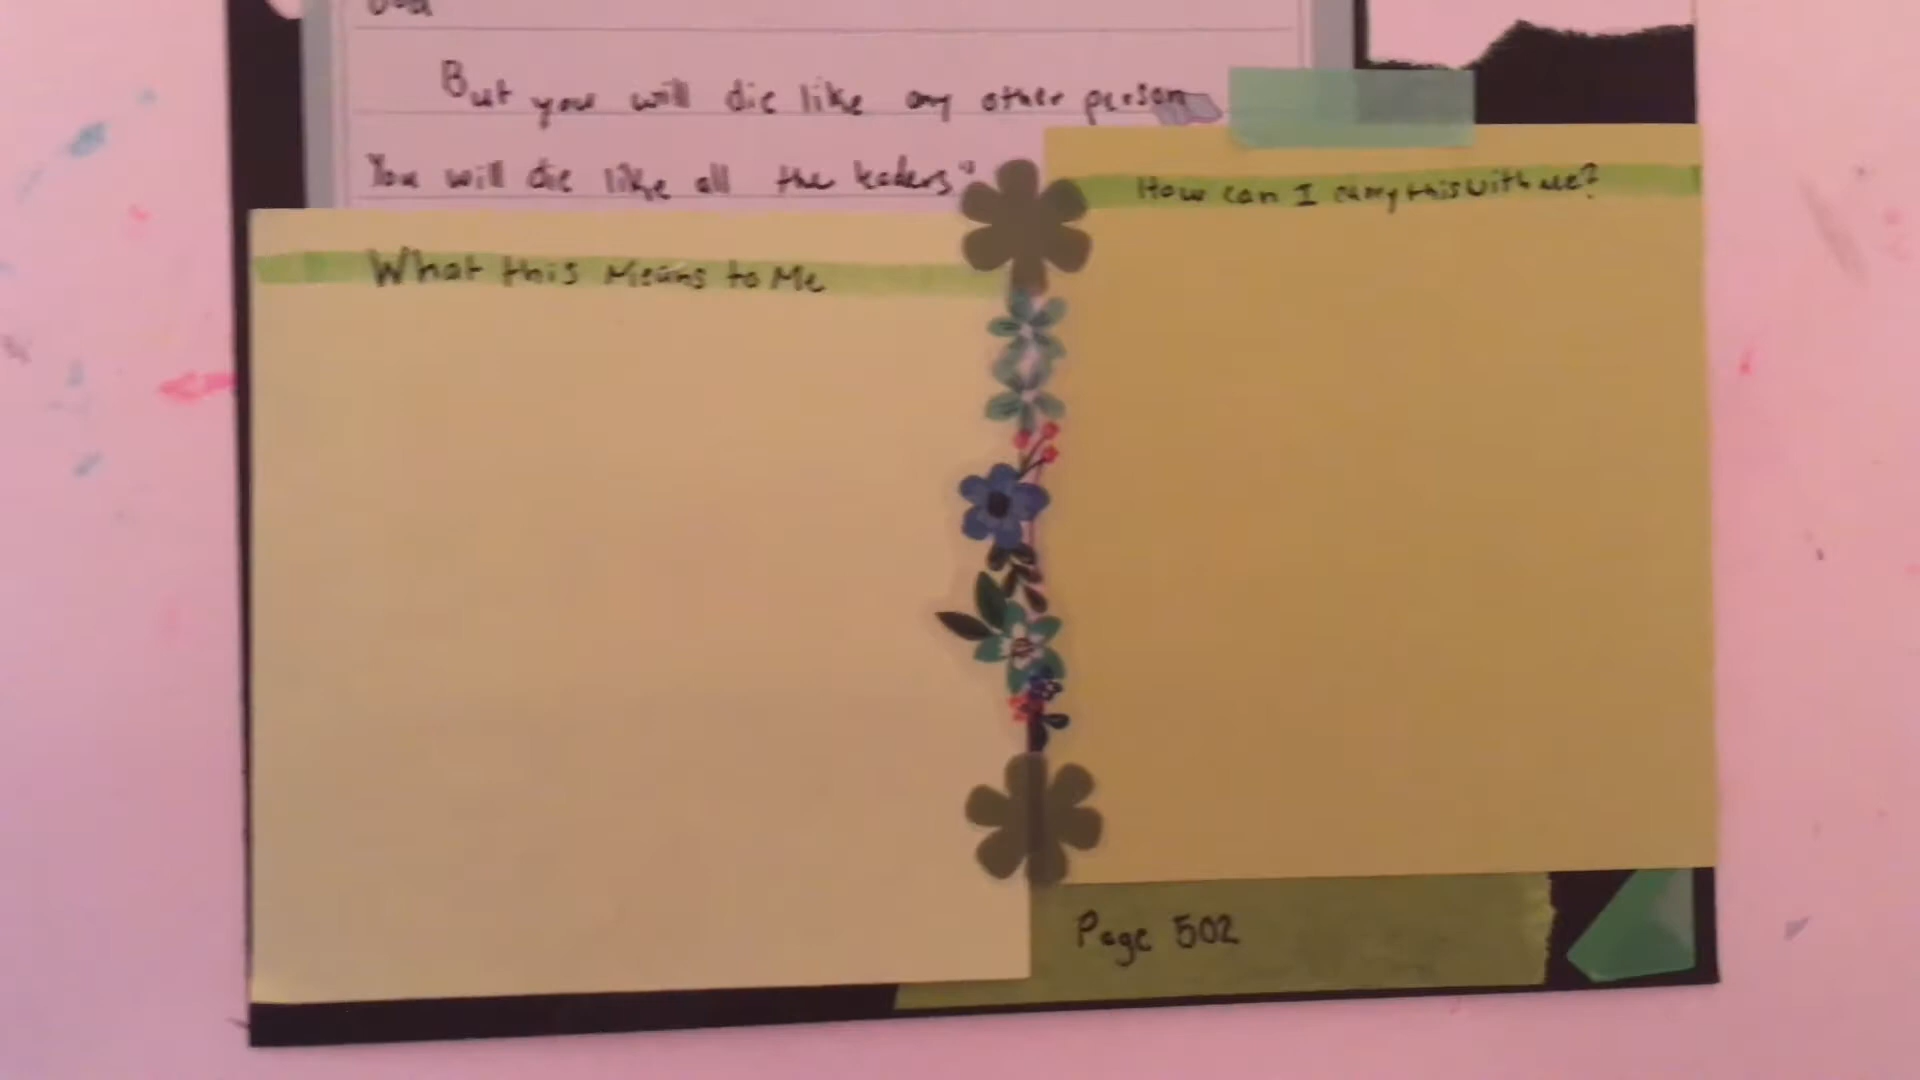 But you will die like any other person
You will die like all the leaders"
How can I carry this with me?
What this Means to Me
Page 502